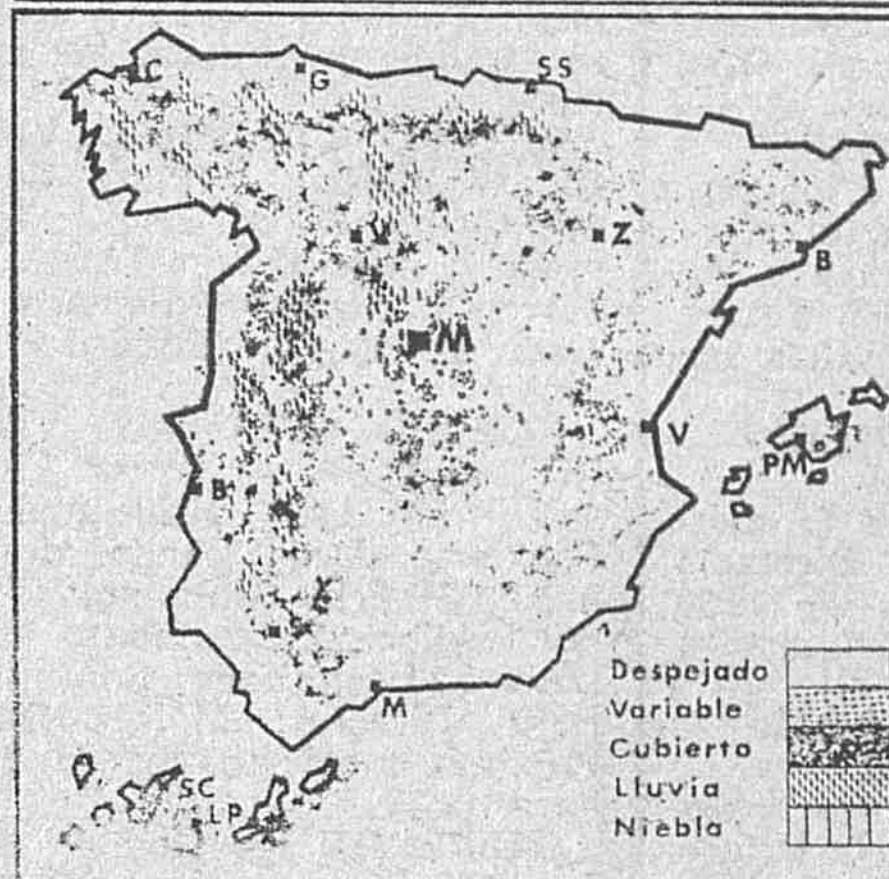 C
G
SS
V
Z
B
M
V
PM
B
M
SC
LP
Despejado
Variable
Cubierto
Lluvia
Niebla